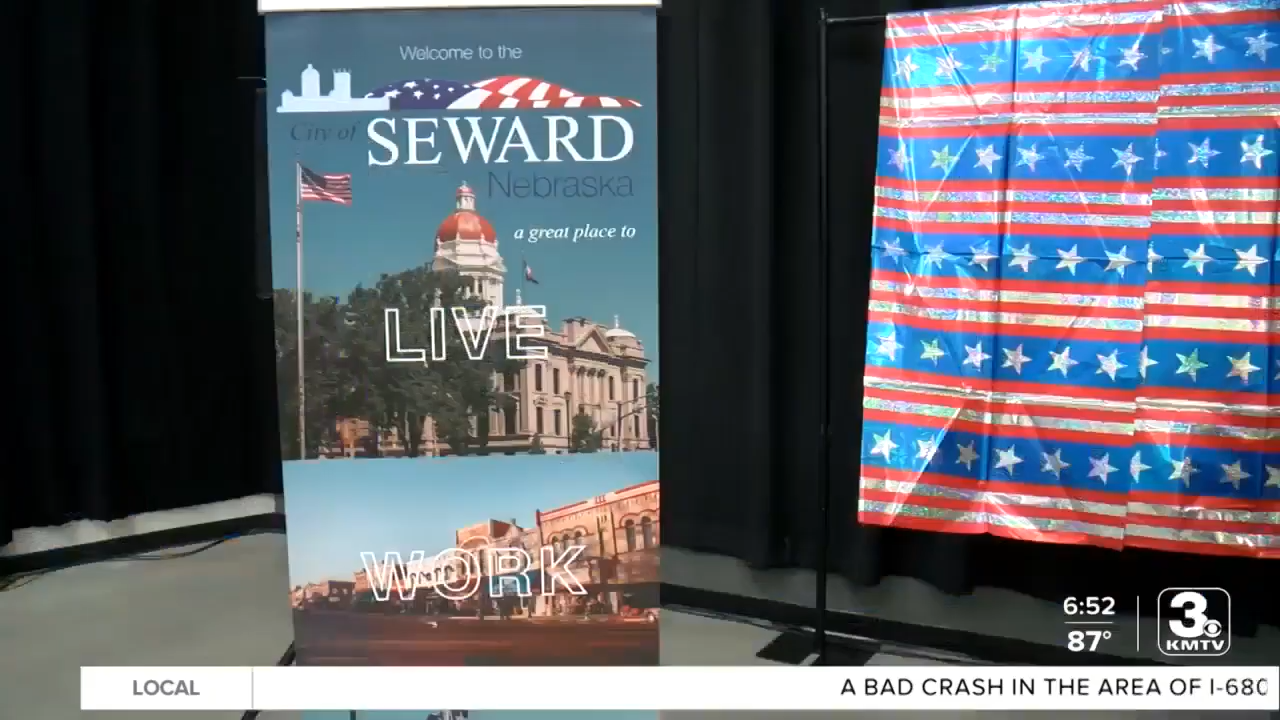 Welcome to the
City of
SEWARD
Nebraska
a great place to
LIVE
WORK
6:52
87°
3
KMTV
LOCAL
A BAD CRASH IN THE AREA OF I-680